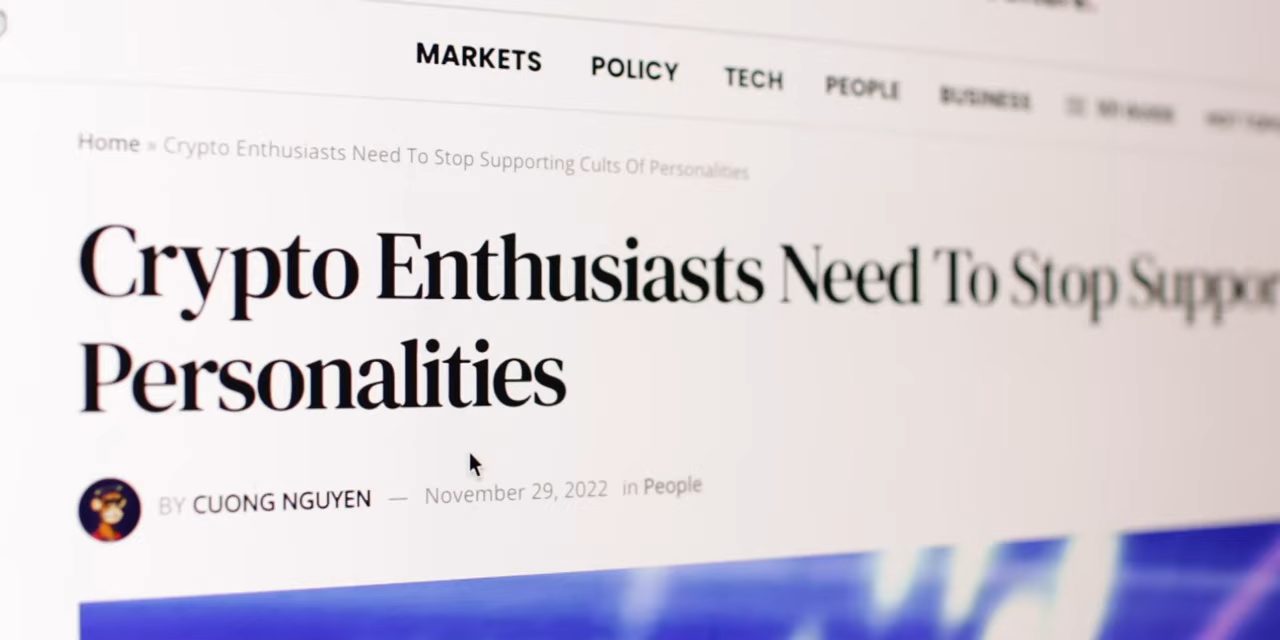 MARKETS POLICY TECH PEOPLE BUSINESS
Home » Crypto Enthusiasts Need To Stop Supporting Cults Of Personalities
Crypto Enthusiasts Need To Stop
Personalities
BY CUONG NGUYEN — November 29, 2022 in People